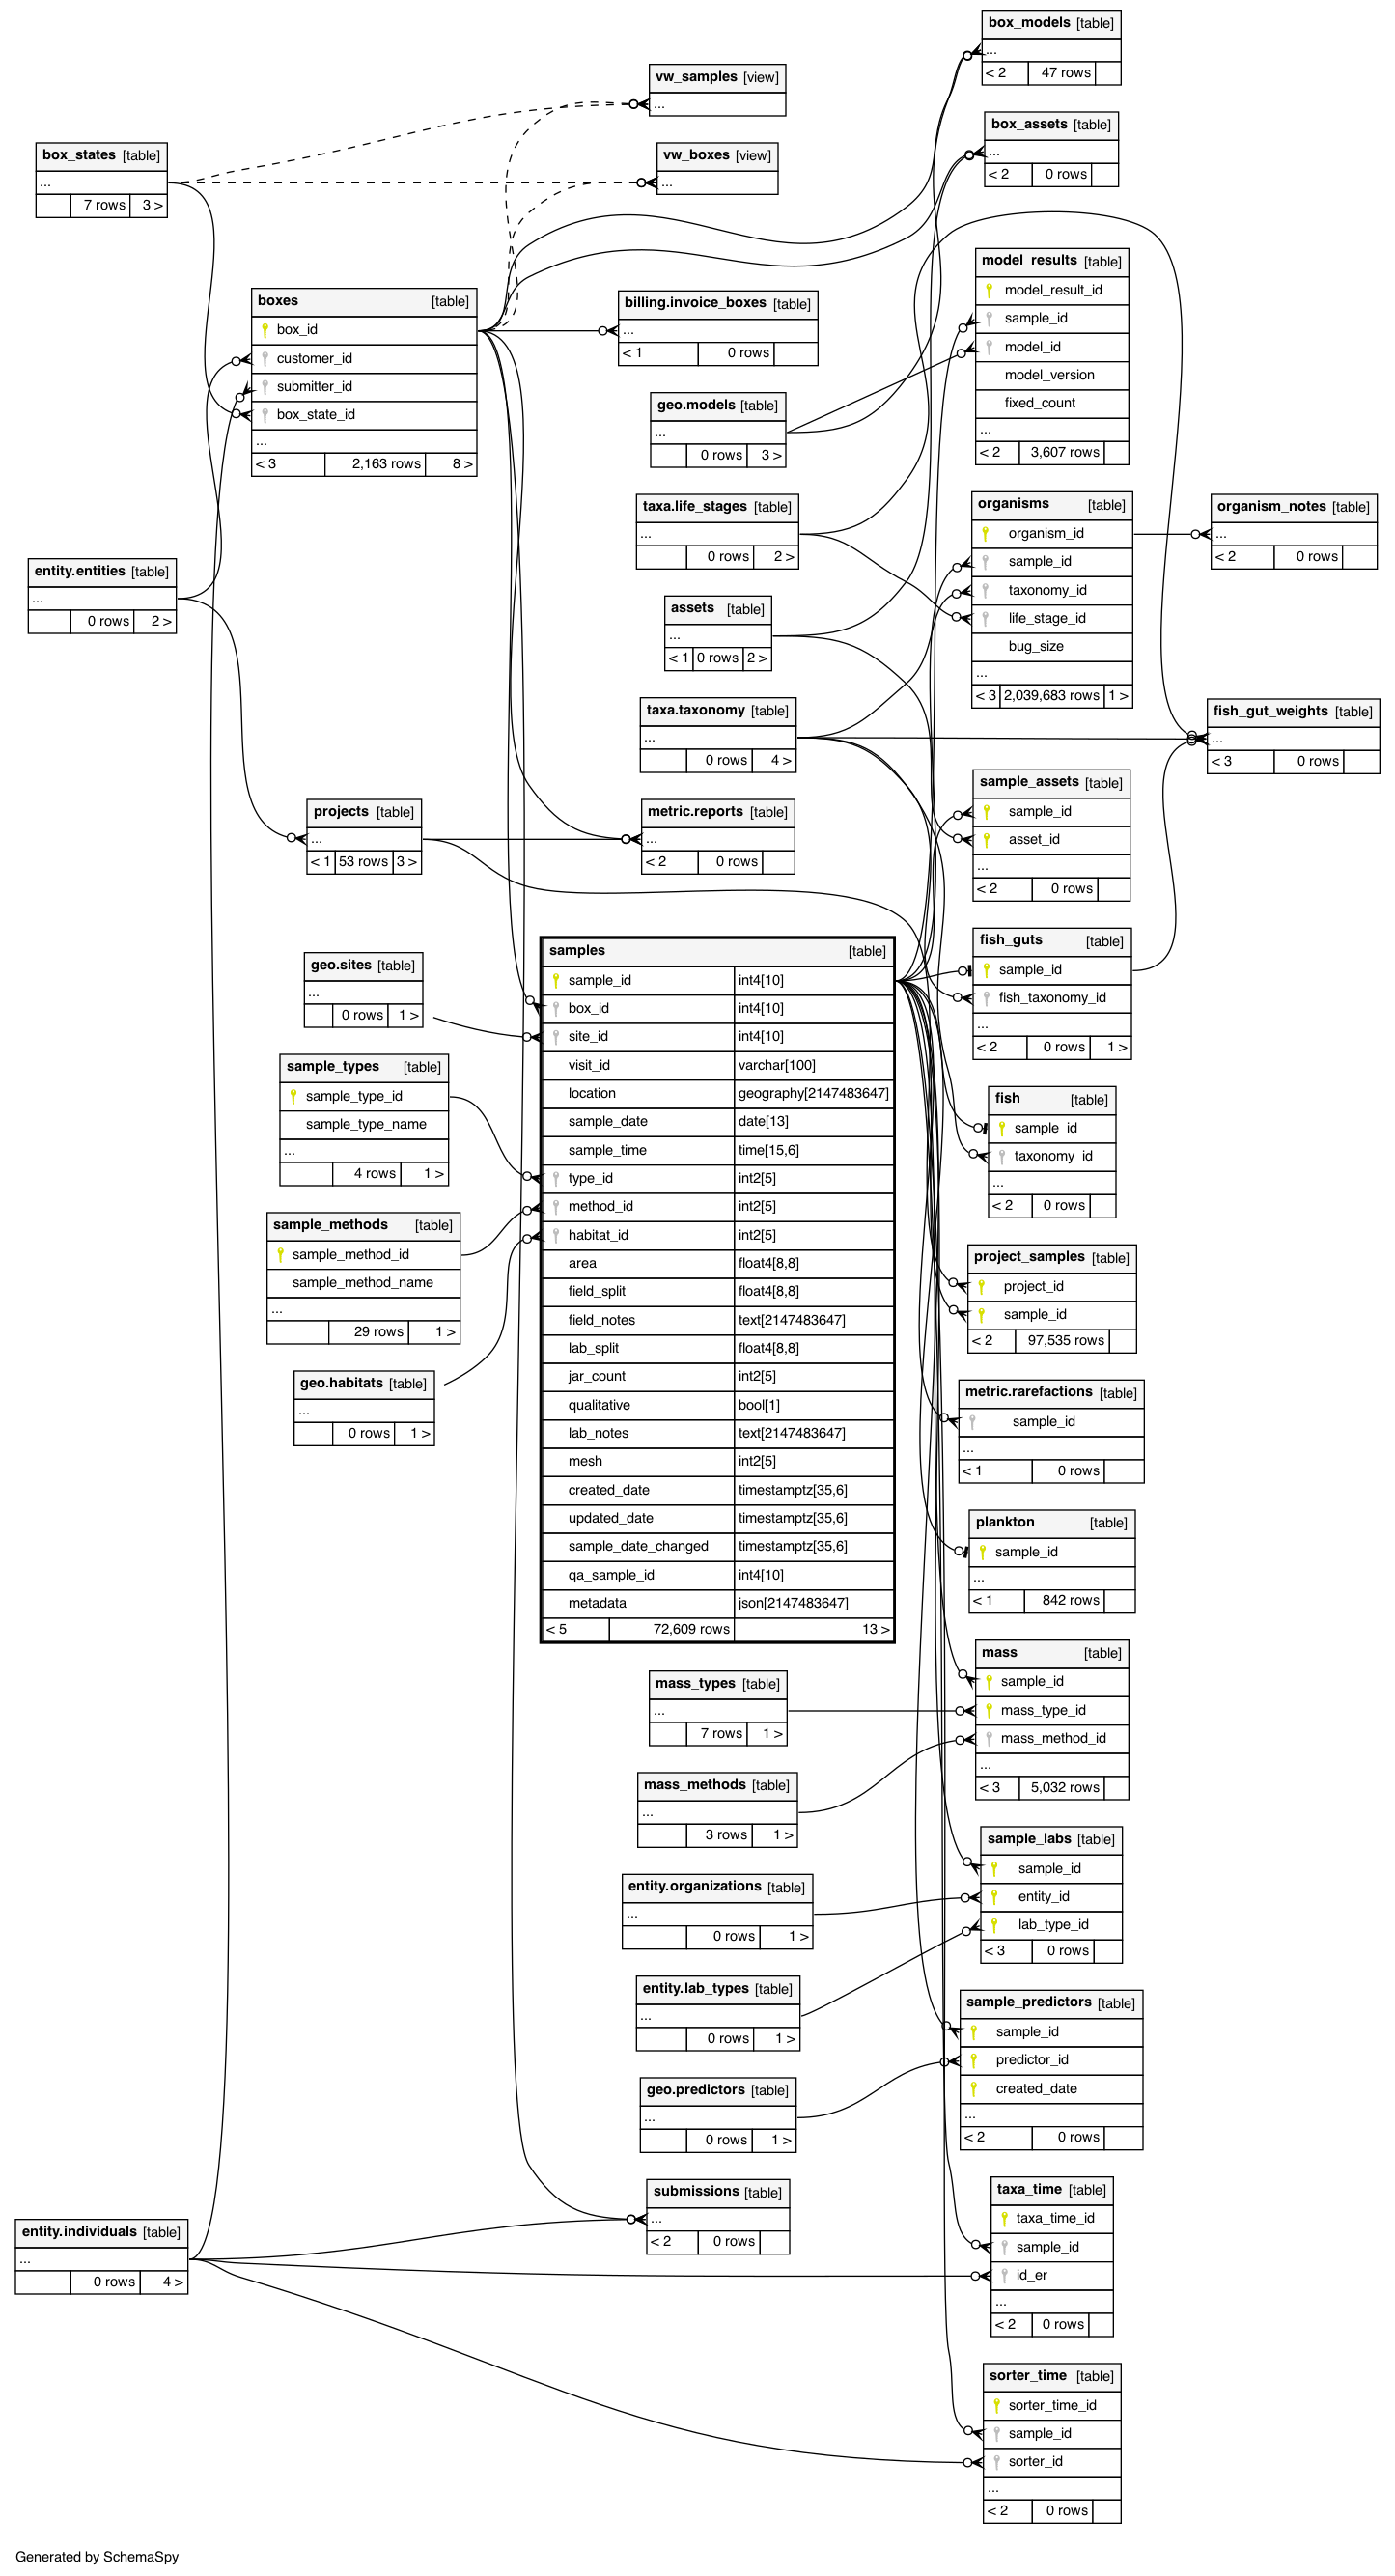 box_models [table]
...
< 2 47 rows
vw_samples [view]
...
box_assets [table]
...
< 2 0 rows
box_states [table]
...
7 rows 3 >
vw_boxes [view]
...
model_results [table]
model_result_id
sample_id
model_id
model_version
fixed_count
...
< 2 3,607 rows
boxes [table]
box_id
customer_id
submitter_id
box_state_id
...
< 3 2,163 rows 8 >
billing.invoice_boxes [table]
...
< 1 0 rows
geo.models [table]
...
0 rows 3 >
taxa.life_stages [table]
...
0 rows 2 >
organisms [table]
organism_id
sample_id
taxonomy_id
life_stage_id
bug_size
...
< 3 2,039,683 rows 1 >
organism_notes [table]
...
< 2 0 rows
entity.entities [table]
...
0 rows 2 >
assets [table]
...
< 1 0 rows 2 >
taxa.taxonomy [table]
...
0 rows 4 >
fish_gut_weights [table]
...
< 3 0 rows
sample_assets [table]
sample_id
asset_id
...
< 2 0 rows
projects [table]
...
< 1 53 rows 3 >
metric.reports [table]
...
< 2 0 rows
fish_guts [table]
sample_id
fish_taxonomy_id
...
< 2 0 rows 1 >
samples [table]
sample_id int4[10]
box_id int4[10]
site_id int4[10]
visit_id varchar[100]
location geography[2147483647]
sample_date date[13]
sample_time time[15,6]
type_id int2[5]
method_id int2[5]
habitat_id int2[5]
area float4[8,8]
field_split float4[8,8]
field_notes text[2147483647]
lab_split float4[8,8]
jar_count int2[5]
qualitative bool[1]
lab_notes text[2147483647]
mesh int2[5]
created_date timestamptz[35,6]
updated_date timestamptz[35,6]
sample_date_changed timestamptz[35,6]
qa_sample_id int4[10]
metadata json[2147483647]
< 5 72,609 rows 13 >
geo.sites [table]
...
0 rows 1 >
sample_types [table]
sample_type_id
sample_type_name
...
4 rows 1 >
sample_methods [table]
sample_method_id
sample_method_name
...
29 rows 1 >
geo.habitats [table]
...
0 rows 1 >
fish [table]
sample_id
taxonomy_id
...
< 2 0 rows
project_samples [table]
project_id
sample_id
< 2 97,535 rows
metric.rarefactions [table]
sample_id
...
< 1 0 rows
plankton [table]
sample_id
...
< 1 842 rows
mass [table]
sample_id
mass_type_id
mass_method_id
...
< 3 5,032 rows
mass_types [table]
...
7 rows 1 >
mass_methods [table]
...
3 rows 1 >
sample_labs [table]
sample_id
entity_id
lab_type_id
< 3 0 rows
entity.organizations [table]
...
0 rows 1 >
entity.lab_types [table]
...
0 rows 1 >
sample_predictors [table]
sample_id
predictor_id
created_date
...
< 2 0 rows
geo.predictors [table]
...
0 rows 1 >
submissions [table]
...
< 2 0 rows
taxa_time [table]
taxa_time_id
sample_id
id_er
...
< 2 0 rows
entity.individuals [table]
...
0 rows 4 >
sorter_time [table]
sorter_time_id
sample_id
sorter_id
...
< 2 0 rows
Generated by SchemaSpy